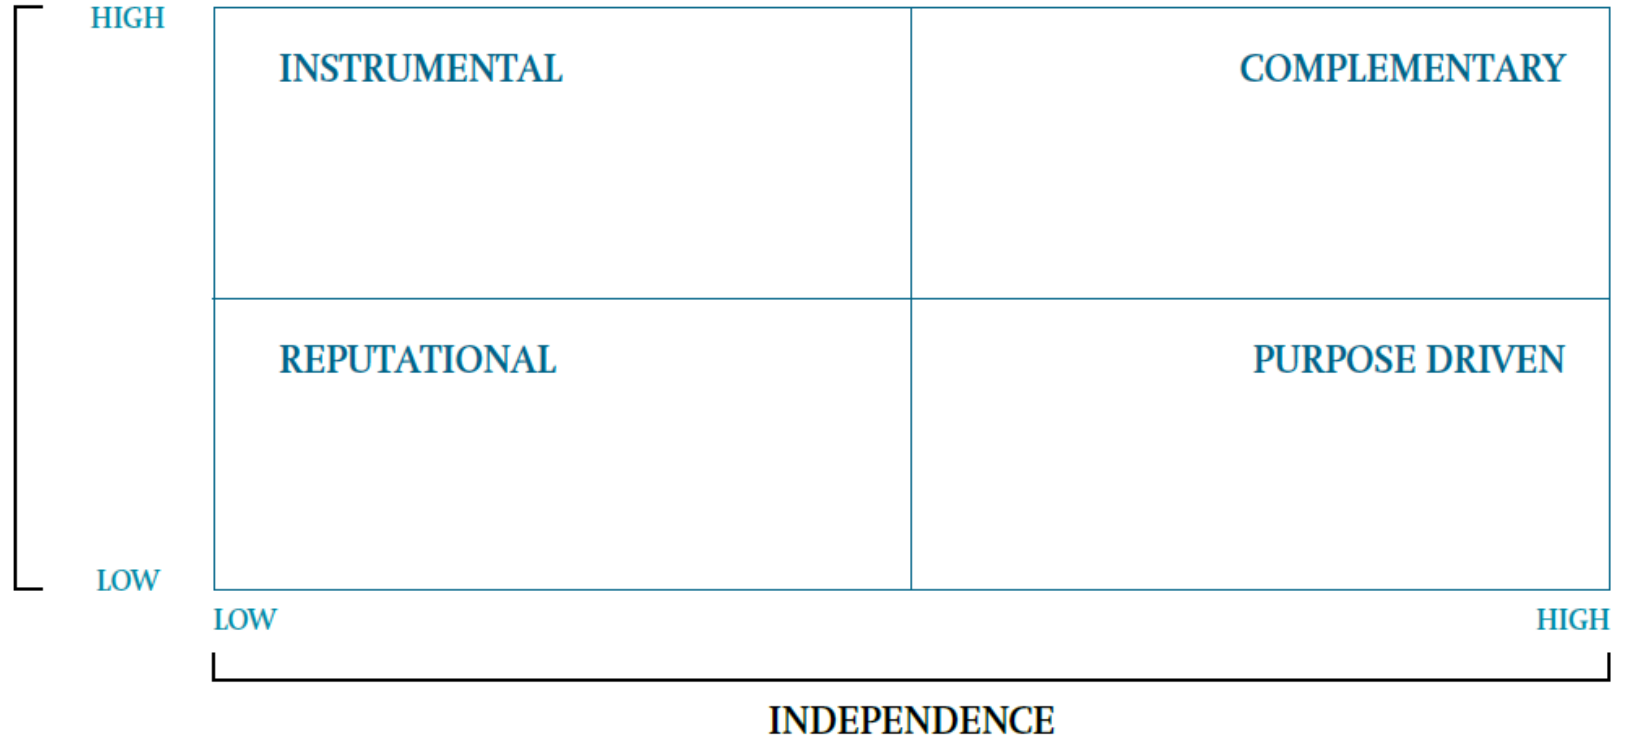 HIGH
INSTRUMENTAL
COMPLEMENTARY
REPUTATIONAL
PURPOSE DRIVEN
LOW
LOW
HIGH
INDEPENDENCE